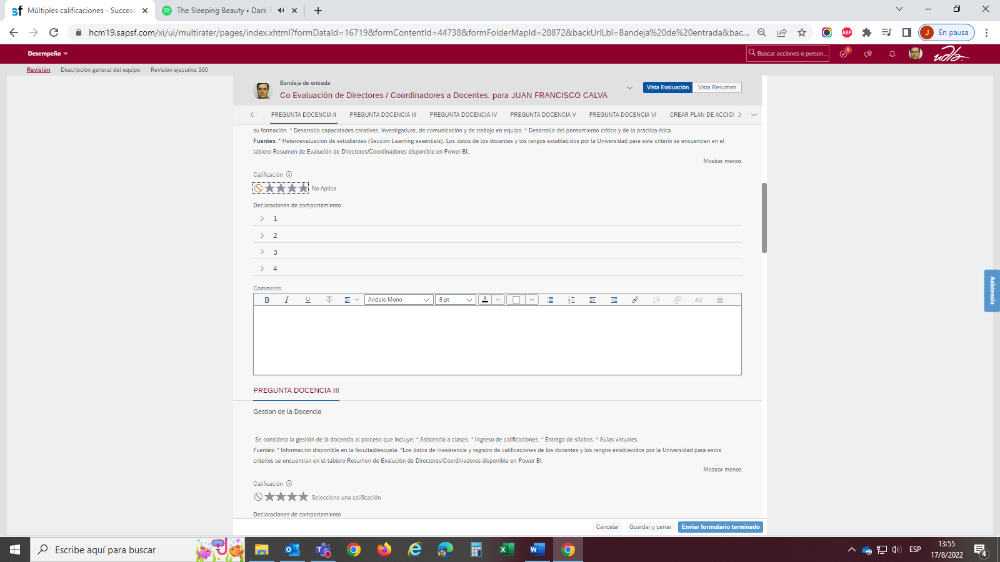 sf Múltiples calificaciones - Success
The Sleeping Beauty • Dark T
hcm19.sapsf.com/xi/ui/multirater/pages/index.xhtml?formDataId=16719&formContentId=44738&formFolderMapId=28872&backUrlLbl=Bandeja%20de%20entrada&bac...
ABP
J En pausa
Desempeño
Buscar acciones o person...
1
udla
Revisión Descripción general del equipo Revisión ejecutiva 360
Bandeja de entrada
Co Evaluación de Directores / Coordinadores a Docentes. para JUAN FRANCISCO CALVA
Vista Evaluación Vista Resumen
PREGUNTA DOCENCIA II PREGUNTA DOCENCIA III PREGUNTA DOCENCIA IV PREGUNTA DOCENCIA V PREGUNTA DOCENCIA VI CREAR PLAN DE ACCIO
su formación. * Desarrollo capacidades creativas, investigativas, de comunicación y de trabajo en equipo. * Desarrollo del pensamiento crítico y de la práctica ética.
Fuentes: * Heteroevaluación de estudiantes (Sección Learning essentials). Los datos de los docentes y los rangos establecidos por la Universidad para este criterio se encuentran en el
tablero Resumen de Evalución de Directores/Coordinadores disponible en Power BI.
Mostrar menos
Calificación
No Aplica
Declaraciones de comportamiento
1
2
3
4
Comments
B I U T Andale Mono 8 pt A A-Z
PREGUNTA DOCENCIA III
Gestion de la Docencia
Se considera la gestión de la docencia al proceso que incluye: * Asistencia a clases. * Ingreso de calificaciones. * Entrega de sílabos. * Aulas virtuales.
Fuentes: * Información disponible en la facultad/escuela. *Los datos de inasistencia y registro de calificaciones de los docentes y los rangos establecidos por la Universidad para estos
criterios se encuentran en el tablero Resumen de Evalución de Directores/Coordinadores disponible en Power BI.
Mostrar menos
Calificación
Seleccione una calificación
Declaraciones de comportamiento
Asistencia
Cancelar Guardar y cerrar Enviar formulario terminado
Escribe aquí para buscar
ESP
13:55
17/8/2022
4